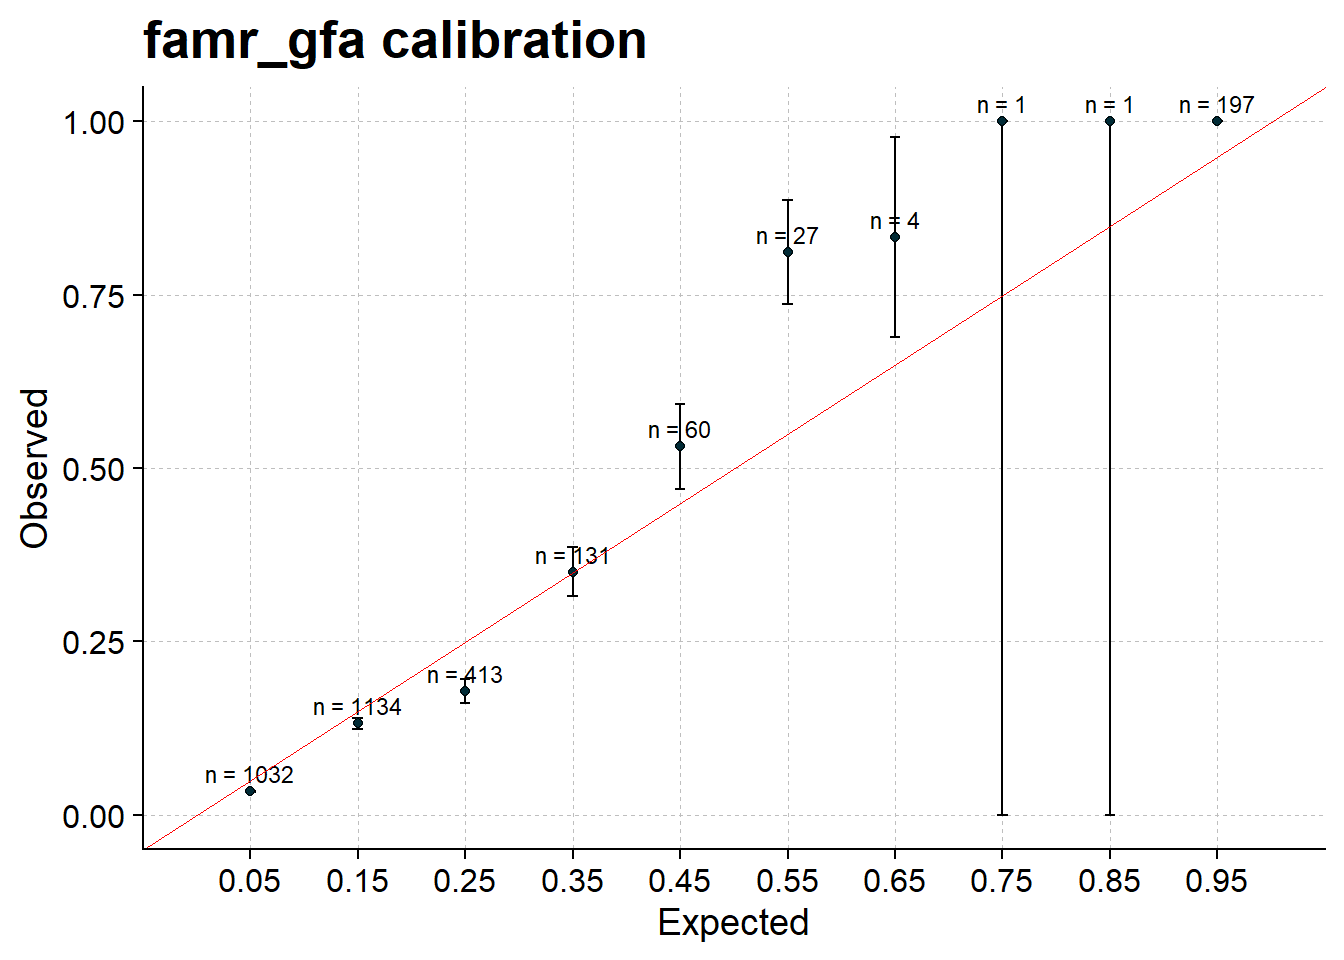 famr_gfa calibration
n = 1
n = 1
n = 197
1.00
n = 4
n = 27
0.75
n = 60
0.50
n = 131
0.25
n = 413
n = 1134
n = 1032
0.00
Observed
0.05 0.15 0.25 0.35 0.45 0.55 0.65 0.75 0.85 0.95
Expected